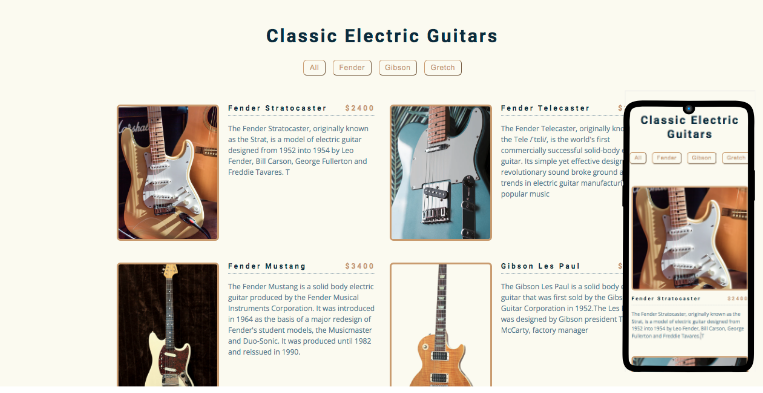 Classic Electric Guitars
All Fender Gibson Gretch
Fender Stratocaster $2400
The Fender Stratocaster, originally known
as the Strat, is a model of electric guitar
designed from 1952 into 1954 by Leo
Fender, Bill Carson, George Fullerton and
Freddie Tavares. T
Fender Telecaster $
The Fender Telecaster, originally kno
the Tele /ˈtɛli/, is the world's first
commercially successful solid-body e
guitar. Its simple yet effective design
revolutionary sound broke ground a
trends in electric guitar manufacturi
popular music
Fender Mustang $3400
The Fender Mustang is a solid body electric
guitar produced by the Fender Musical
Instruments Corporation. It was introduced
in 1964 as the basis of a major redesign of
Fender's student models, the Musicmaster
and Duo-Sonic. It was produced until 1982
and reissued in 1990.
Gibson Les Paul $
The Gibson Les Paul is a solid body e
guitar that was first sold by the Gibs
Guitar Corporation in 1952.The Les
was designed by Gibson president T
McCarty, factory manager
Classic Electric
Guitars
All Fender Gibson Gretch
Fender Stratocaster $2400
The Fender Stratocaster, originally known as the
Strat, is a model of electric guitar designed from
1952 into 1954 by Leo Fender, Bill Carson, George
Fullerton and Freddie Tavares.T